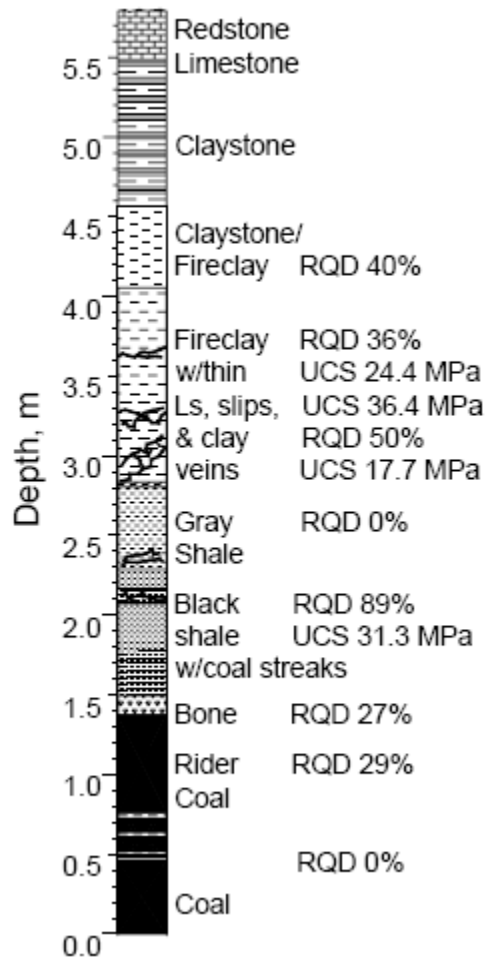 Redstone
5.5 Limestone
5.0 Claystone
4.5
Claystone/
Fireclay RQD 40%
4.0
Fireclay RQD 36%
3.5 w/thin UCS 24.4 MPa
Ls, slips, UCS 36.4 MPa
& clay RQD 50%
3.0 veins UCS 17.7 MPa
Depth, m
Gray RQD 0%
2.5 Shale
Black RQD 89%
2.0 shale UCS 31.3 MPa
w/coal streaks
1.5 Bone RQD 27%
Rider RQD 29%
1.0 Coal
0.5 RQD 0%
Coal
0.0